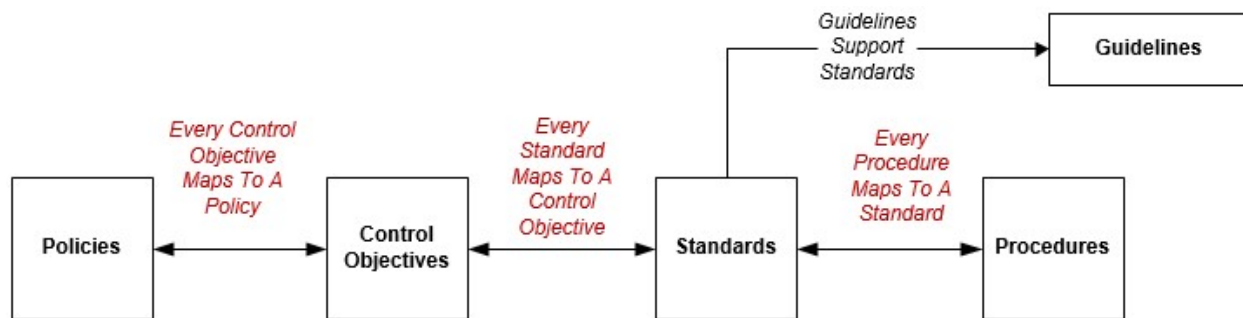 Guidelines
Support
Standards
Guidelines
Every Control
Objective
Maps To A
Policy
Every
Standard
Maps To A
Control
Objective
Every
Procedure
Maps To A
Standard
Policies
Control
Objectives
Standards
Procedures